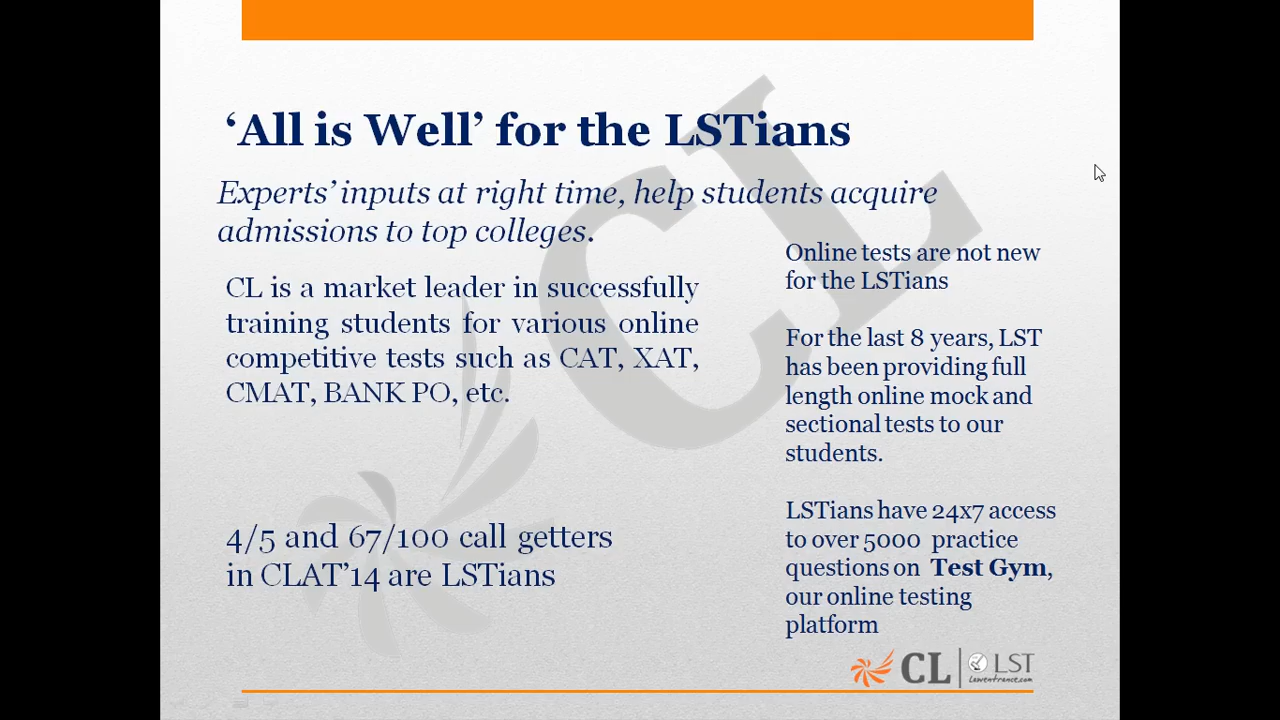 ‘All is Well’ for the LSTians
Experts’ inputs at right time, help students acquire
admissions to top colleges.
CL is a market leader in successfully
training students for various online
competitive tests such as CAT, XAT,
CMAT, BANK PO, etc.
4/5 and 67/100 call getters
in CLAT’14 are LSTians
Online tests are not new
for the LSTians
For the last 8 years, LST
has been providing full
length online mock and
sectional tests to our
students.
LSTians have 24x7 access
to over 5000 practice
questions on Test Gym,
our online testing
platform
CL LST
Lawentrance.com
CL